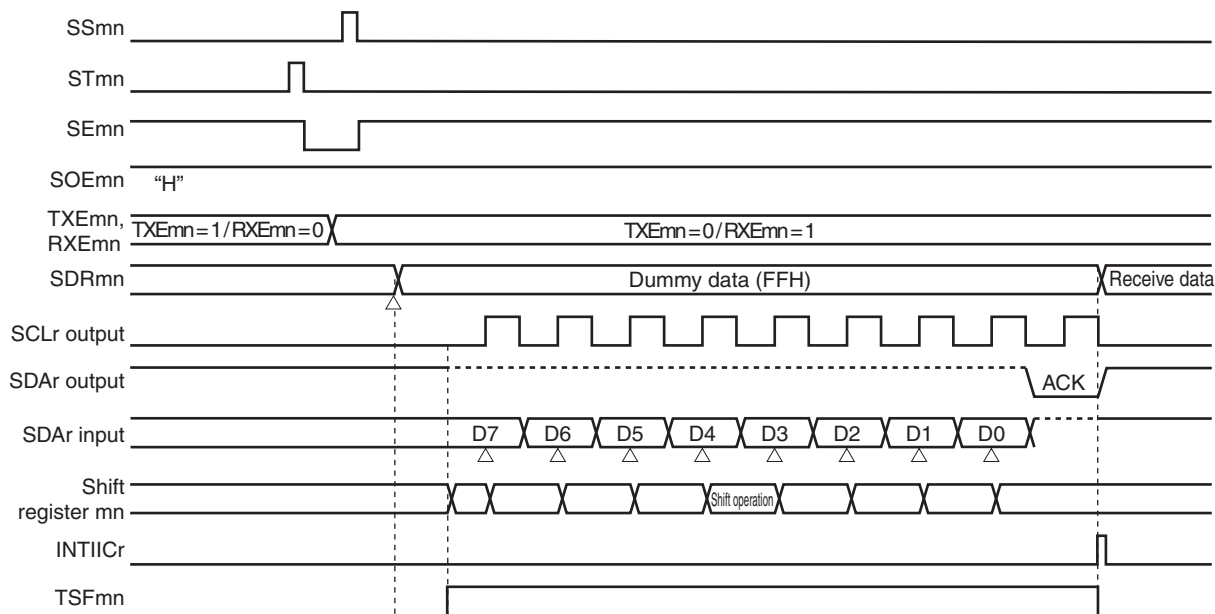 SSmn
STmn
SEmn
SOEmn “H”
TXEmn,
RXEmn
TXEmn=1/RXEmn=0 TXEmn=0/RXEmn=1
SDRmn Dummy data (FFH) Receive data
SCLr output
SDAr output ACK
SDAr input D7 D6 D5 D4 D3 D2 D1 D0
Shift
register mn
Shift operation
INTIICr
TSFmn